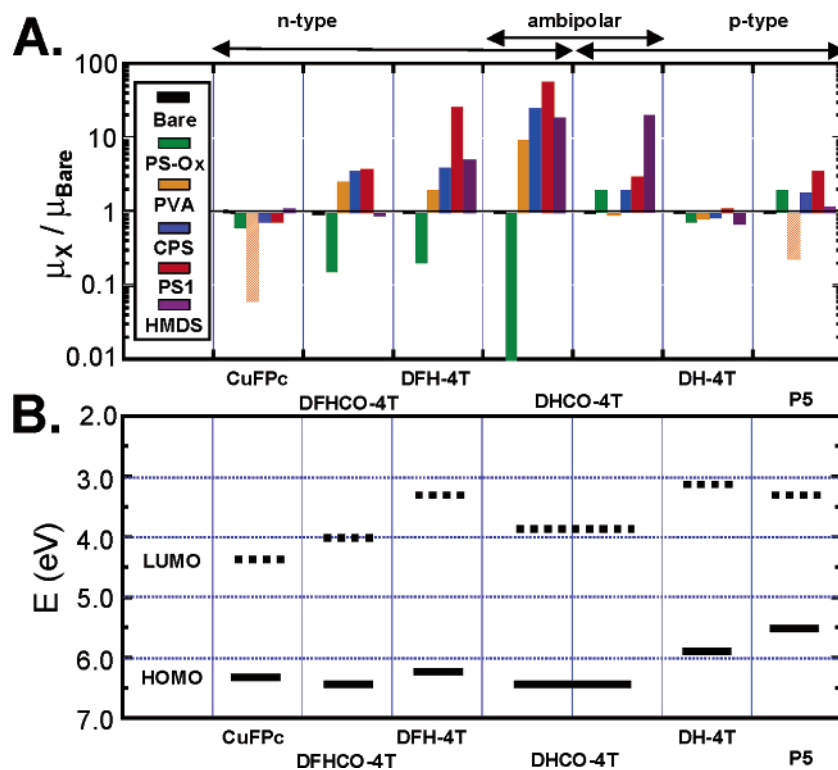 n-type
ambipolar
p-type
A.
μX / μBare
100
10
1
0.1
0.01
Bare
PS-Ox
PVA
CPS
PS1
HMDS
CuFPc
DFHCO-4T
DFH-4T
DHCO-4T
DH-4T
P5
B.
E (eV)
2.0
3.0
4.0
5.0
6.0
7.0
LUMO
HOMO
CuFPc
DFHCO-4T
DFH-4T
DHCO-4T
DH-4T
P5